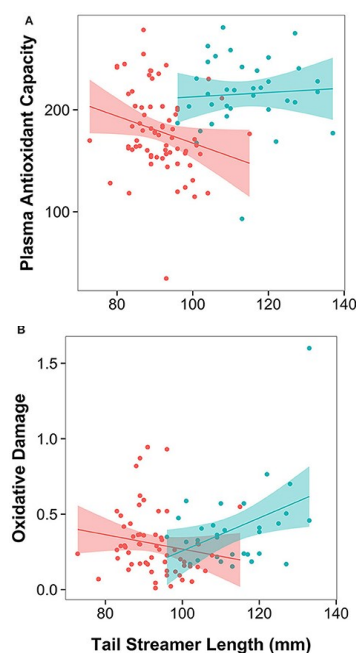 A
Plasma Antioxidant Capacity
200
100
80
100
120
140
B
Oxidative Damage
1.5
1.0
0.5
0.0
80
100
120
140
Tail Streamer Length (mm)